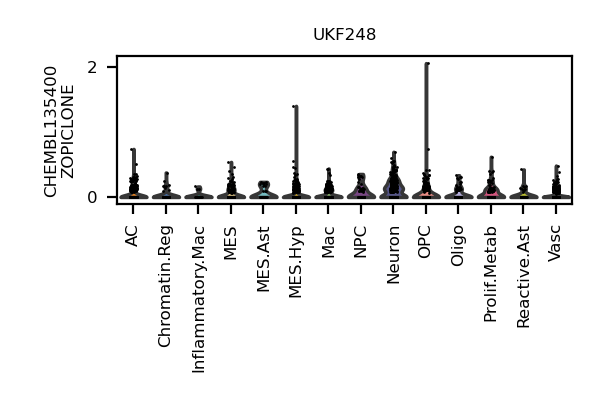 UKF248
CHEMBL135400
ZOPICLONE
2
0
AC
Chromatin.Reg
Inflammatory.Mac
MES
MES.Ast
MES.Hyp
Mac
NPC
Neuron
OPC
Oligo
Prolif.Metab
Reactive.Ast
Vasc